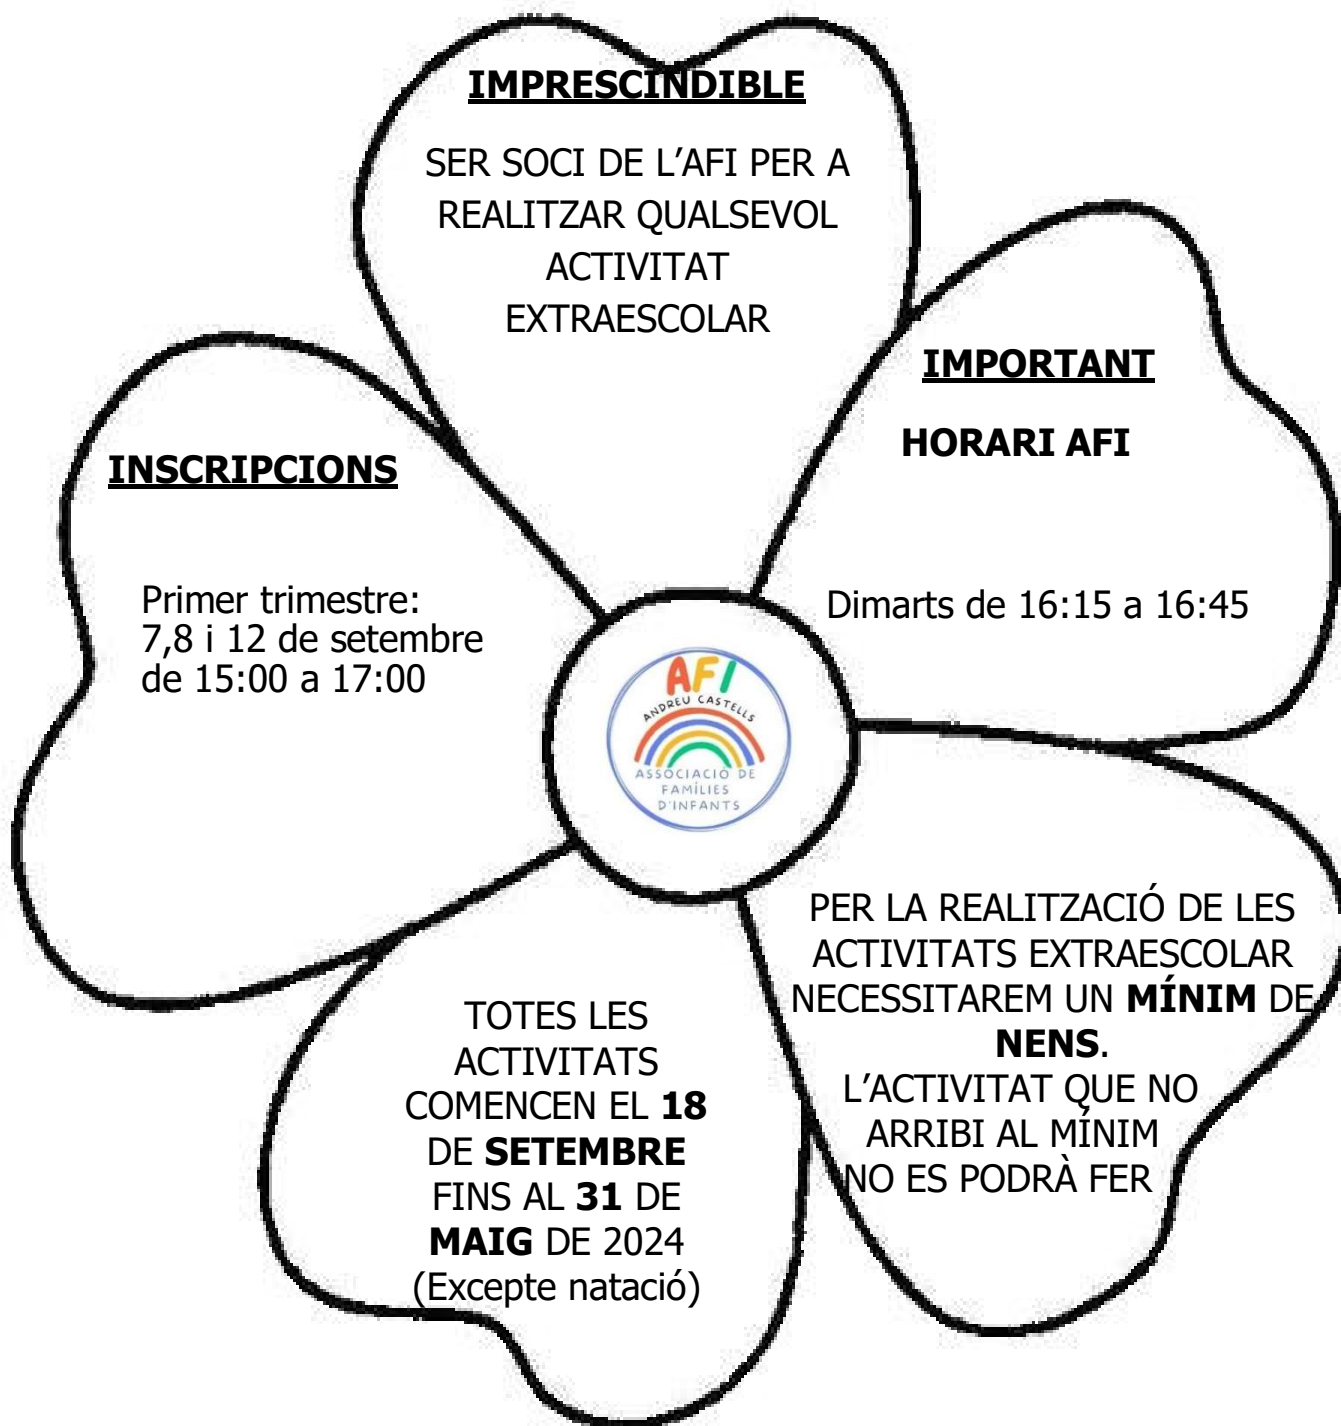 IMPRESCINDIBLE
SER SOCI DE L'AFI PER A
REALITZAR QUALSEVOL
ACTIVITAT
EXTRAESCOLAR
IMPORTANT
HORARI AFI
Dimarts de 16:15 a 16:45
INSCRIPCIONS
Primer trimestre:
7,8 i 12 de setembre
de 15:00 a 17:00
AFI
ANDREU CASTELLS
ASSOCIACIÓ DE
FAMÍLIES
D'INFANTS
PER LA REALITZACIÓ DE LES
ACTIVITATS EXTRAESCOLAR
NECESSITAREM UN MÍNIM DE
NENS.
L'ACTIVITAT QUE NO
ARRIBI AL MÍNIM
NO ES PODRÀ FER
TOTES LES
ACTIVITATS
COMENCEN EL 18
DE SETEMBRE
FINS AL 31 DE
MAIG DE 2024
(Excepte natació)